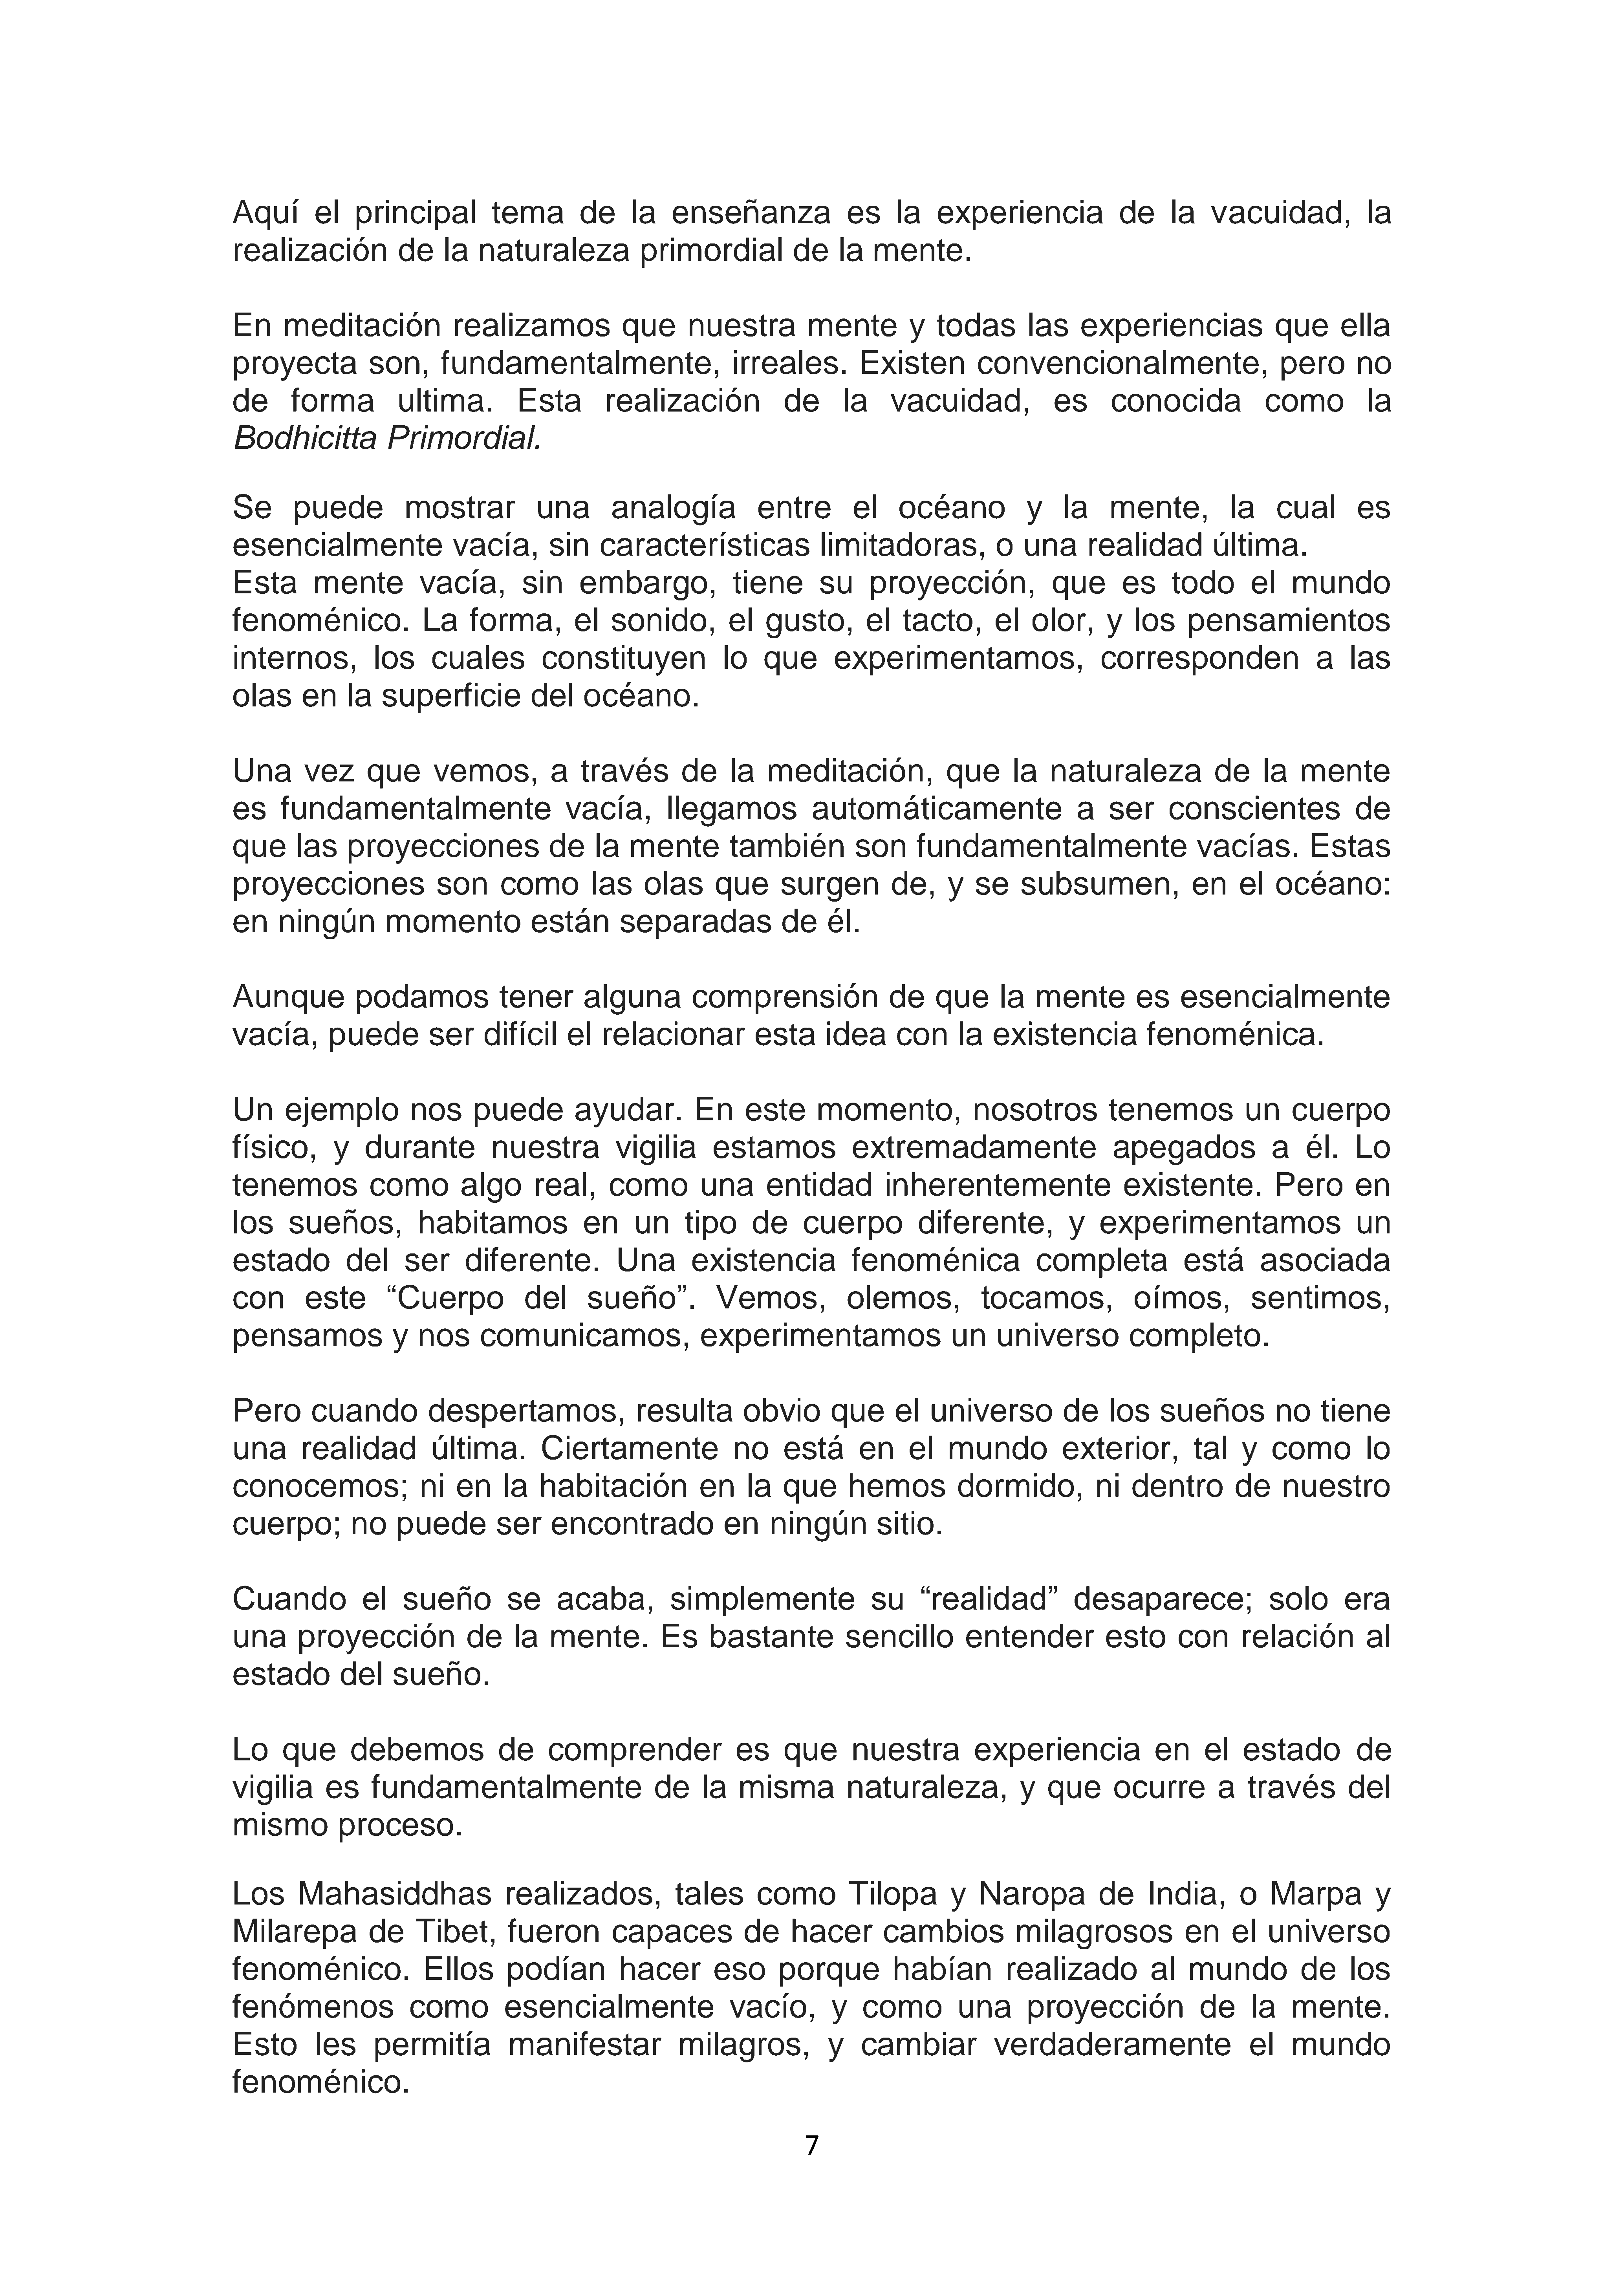 Aquí el principal tema de la enseñanza es la experiencia de la vacuidad, la
realización de la naturaleza primordial de la mente.
En meditación realizamos que nuestra mente y todas las experiencias que ella
proyecta son, fundamentalmente, irreales. Existen convencionalmente, pero no
de forma ultima. Esta realización de la vacuidad, es conocida como la
Bodhicitta Primordial.
Se puede mostrar una analogía entre el océano y la mente, la cual es
esencialmente vacía, sin características limitadoras, o una realidad última.
Esta mente vacía, sin embargo, tiene su proyección, que es todo el mundo
fenoménico. La forma, el sonido, el gusto, el tacto, el olor, y los pensamientos
internos, los cuales constituyen lo que experimentamos, corresponden a las
olas en la superficie del océano.
Una vez que vemos, a través de la meditación, que la naturaleza de la mente
es fundamentalmente vacía, llegamos automáticamente a ser conscientes de
que las proyecciones de la mente también son fundamentalmente vacías. Estas
proyecciones son como las olas que surgen de, y se subsumen, en el océano:
en ningún momento están separadas de él.
Aunque podamos tener alguna comprensión de que la mente es esencialmente
vacía, puede ser difícil el relacionar esta idea con la existencia fenoménica.
Un ejemplo nos puede ayudar. En este momento, nosotros tenemos un cuerpo
físico, y durante nuestra vigilia estamos extremadamente apegados a él. Lo
tenemos como algo real, como una entidad inherentemente existente. Pero en
los sueños, habitamos en un tipo de cuerpo diferente, y experimentamos un
estado del ser diferente. Una existencia fenoménica completa está asociada
con este “Cuerpo del sueño”. Vemos, olemos, tocamos, oímos, sentimos,
pensamos y nos comunicamos, experimentamos un universo completo.
Pero cuando despertamos, resulta obvio que el universo de los sueños no tiene
una realidad última. Ciertamente no está en el mundo exterior, tal y como lo
conocemos; ni en la habitación en la que hemos dormido, ni dentro de nuestro
cuerpo; no puede ser encontrado en ningún sitio.
Cuando el sueño se acaba, simplemente su “realidad” desaparece; solo era
una proyección de la mente. Es bastante sencillo entender esto con relación al
estado del sueño.
Lo que debemos de comprender es que nuestra experiencia en el estado de
vigilia es fundamentalmente de la misma naturaleza, y que ocurre a través del
mismo proceso.
Los Mahasiddhas realizados, tales como Tilopa y Naropa de India, o Marpa y
Milarepa de Tibet, fueron capaces de hacer cambios milagrosos en el universo
fenoménico. Ellos podían hacer eso porque habían realizado al mundo de los
fenómenos como esencialmente vacío, y como una proyección de la mente.
Esto les permitía manifestar milagros, y cambiar verdaderamente el mundo
fenoménico.
7